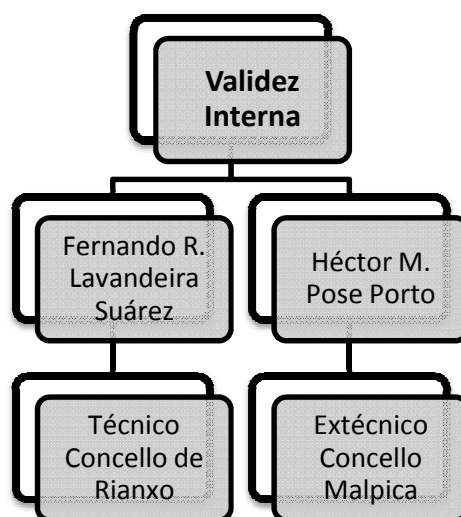 Validez
Interna
Fernando R.
Lavandeira
Suárez
Héctor M.
Pose Porto
Técnico
Concello de
Rianxo
Extécnico
Concello
Malpica